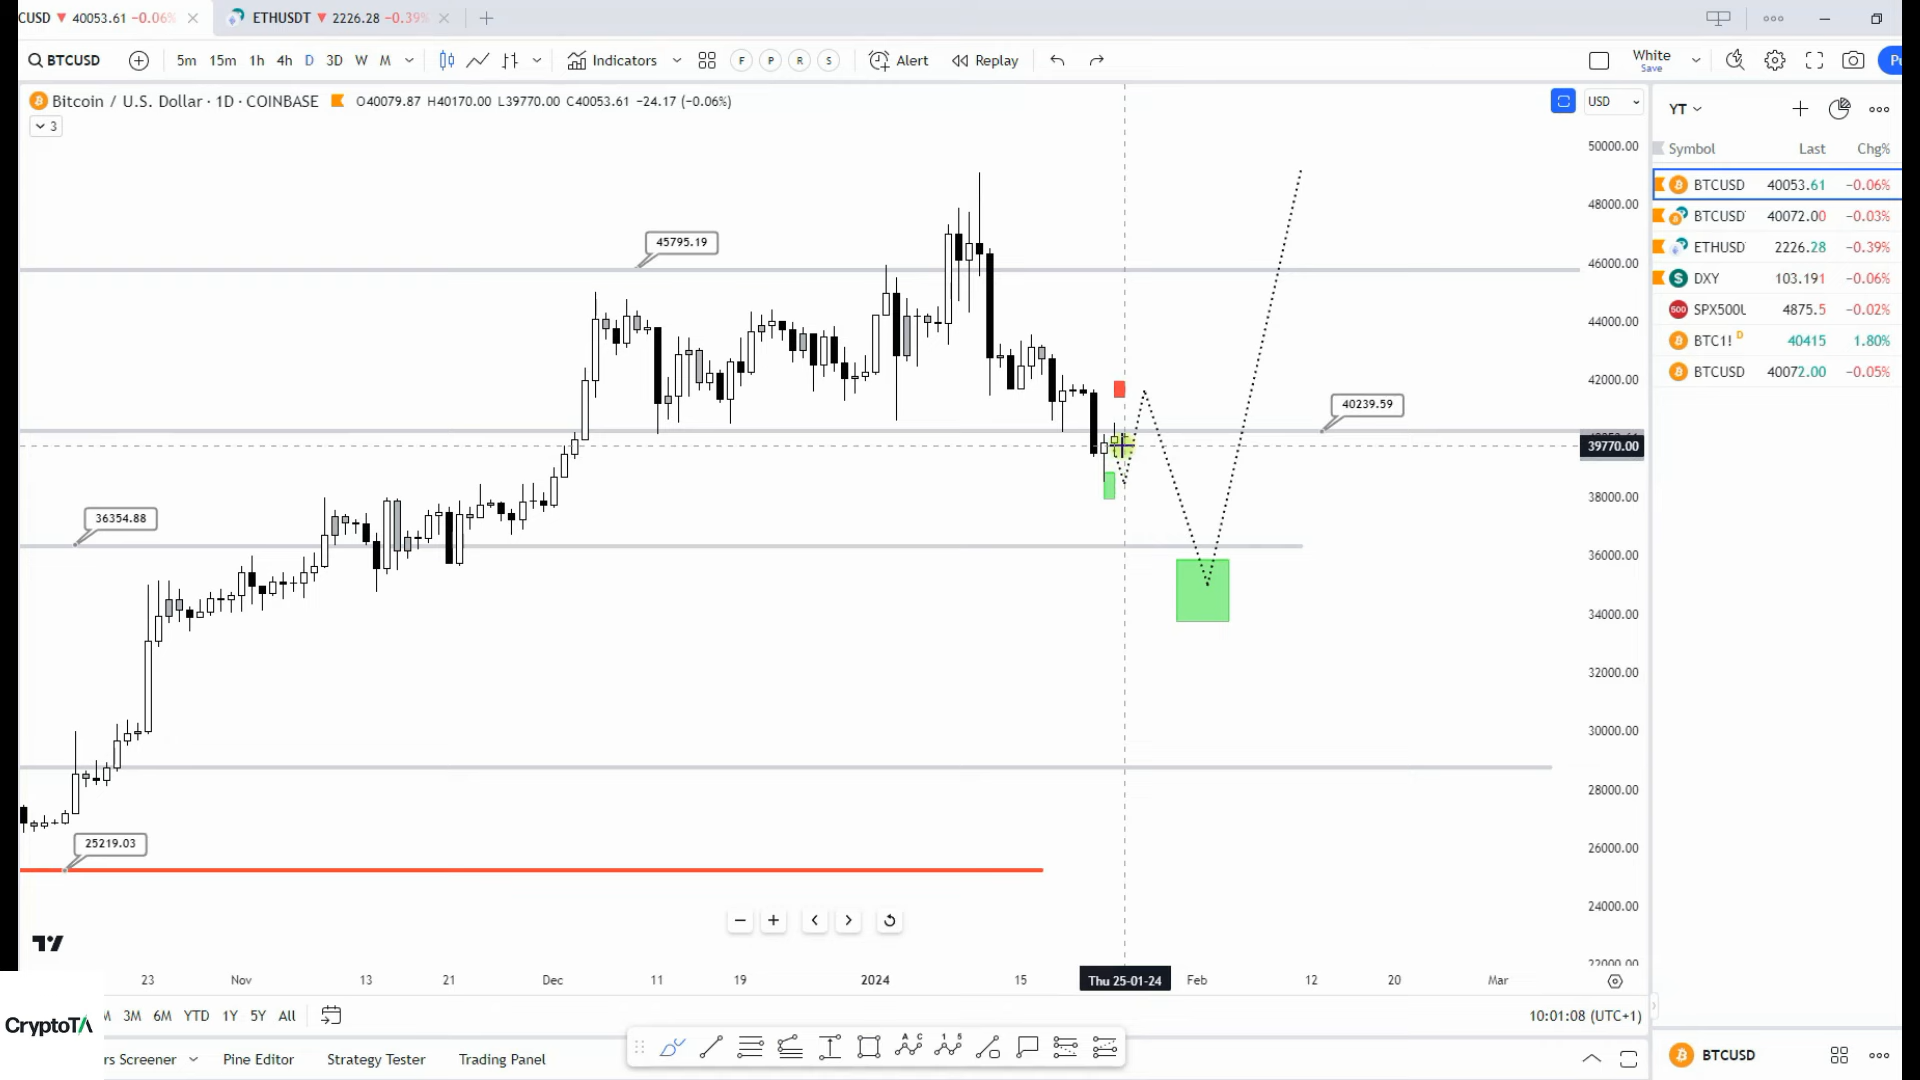 CUSD 40053.61 −0.06%
ETHUSDT 2226.28 −0.39%
BTCUSD 5m 15m 1h 4h D 3D W M Indicators F P R S Alert Replay White
Save
Bitcoin / U.S. Dollar · 1D · COINBASE O40079.87 H40170.00 L39770.00 C40053.61 −24.17 (−0.06%) USD
3
YT
Symbol Last Chg%
BTCUSD 40053.61 −0.06%
BTCUSD 40072.00 −0.03%
ETHUSD 2226.28 −0.39%
DXY 103.191 −0.06%
500 SPX500U 4875.5 −0.02%
BTC1! D 40415 1.80%
BTCUSD 40072.00 −0.05%
50000.00
48000.00
46000.00
44000.00
42000.00
39770.00
38000.00
36000.00
34000.00
32000.00
30000.00
28000.00
26000.00
24000.00
22000.00
45795.19
40239.59
36354.88
25219.03
23 Nov 13 21 Dec 11 19 2024 15 Thu 25-01-24 Feb 12 20 Mar
3M 6M YTD 1Y 5Y All 10:01:08 (UTC+1)
CryptoTA
rs Screener Pine Editor Strategy Tester Trading Panel
A C
1 5
BTCUSD